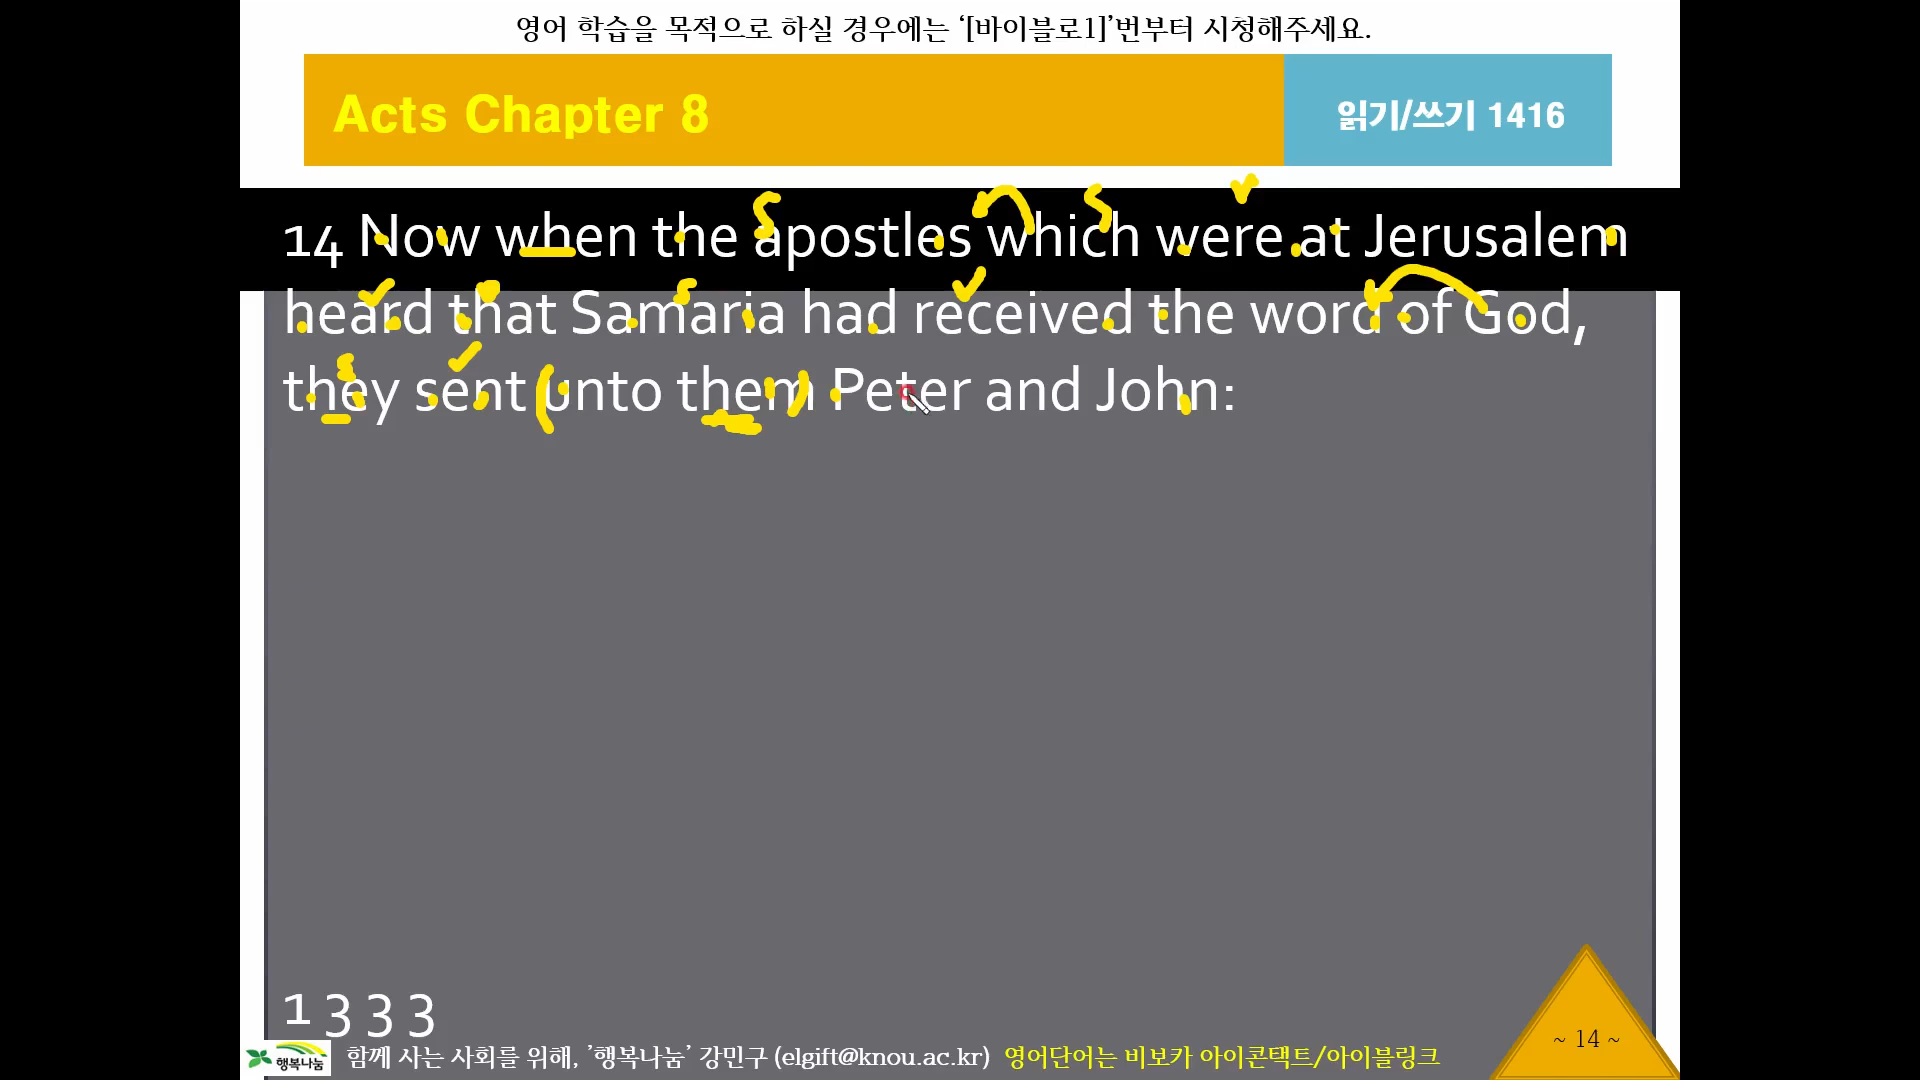 영어 학습을 목적으로 하실 경우에는 ‘[바이블로1]’번부터 시청해주세요.
Acts Chapter 8
읽기/쓰기 1416
14 Now when the apostles which were at Jerusalem
heard that Samaria had received the word of God,
they sent unto them Peter and John:
1 3 3 3
행복나눔
함께 사는 사회를 위해, ’행복나눔’ 강민구 (elgift@knou.ac.kr) 영어단어는 비보카 아이콘택트/아이블링크
~ 14 ~